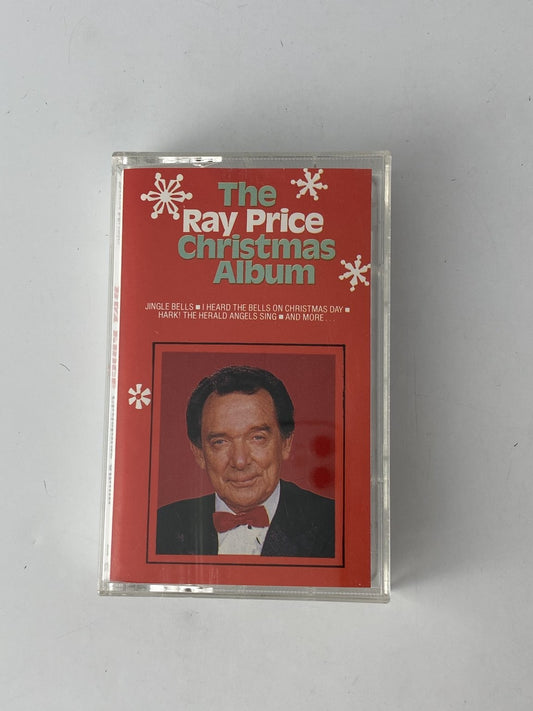 The
Ray Price
Christmas
Album
JINGLE BELLS ■ I HEARD THE BELLS ON CHRISTMAS DAY ■
HARK! THE HERALD ANGELS SING ■ AND MORE . . .